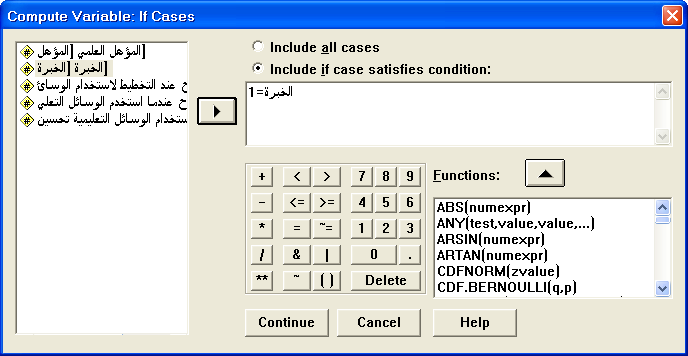 Compute Variable: If Cases
المؤهل العلمي [المؤهل]
الخبرة [الخبرة]
ح عند التخطيط لاستخدام الوسائ
ح عندما استخدم الوسائل التعلي
ستخدام الوسائل التعليمية تحسين
Include all cases
Include if case satisfies condition:
الخبرة=1
+ < > 7 8 9
- <= >= 4 5 6
* = ~= 1 2 3
/ & | 0 .
** ~ ( ) Delete
Functions:
ABS(numexpr)
ANY(test,value,value,...)
ARSIN(numexpr)
ARTAN(numexpr)
CDFNORM(zvalue)
CDF.BERNOULLI(q,p)
Continue Cancel Help